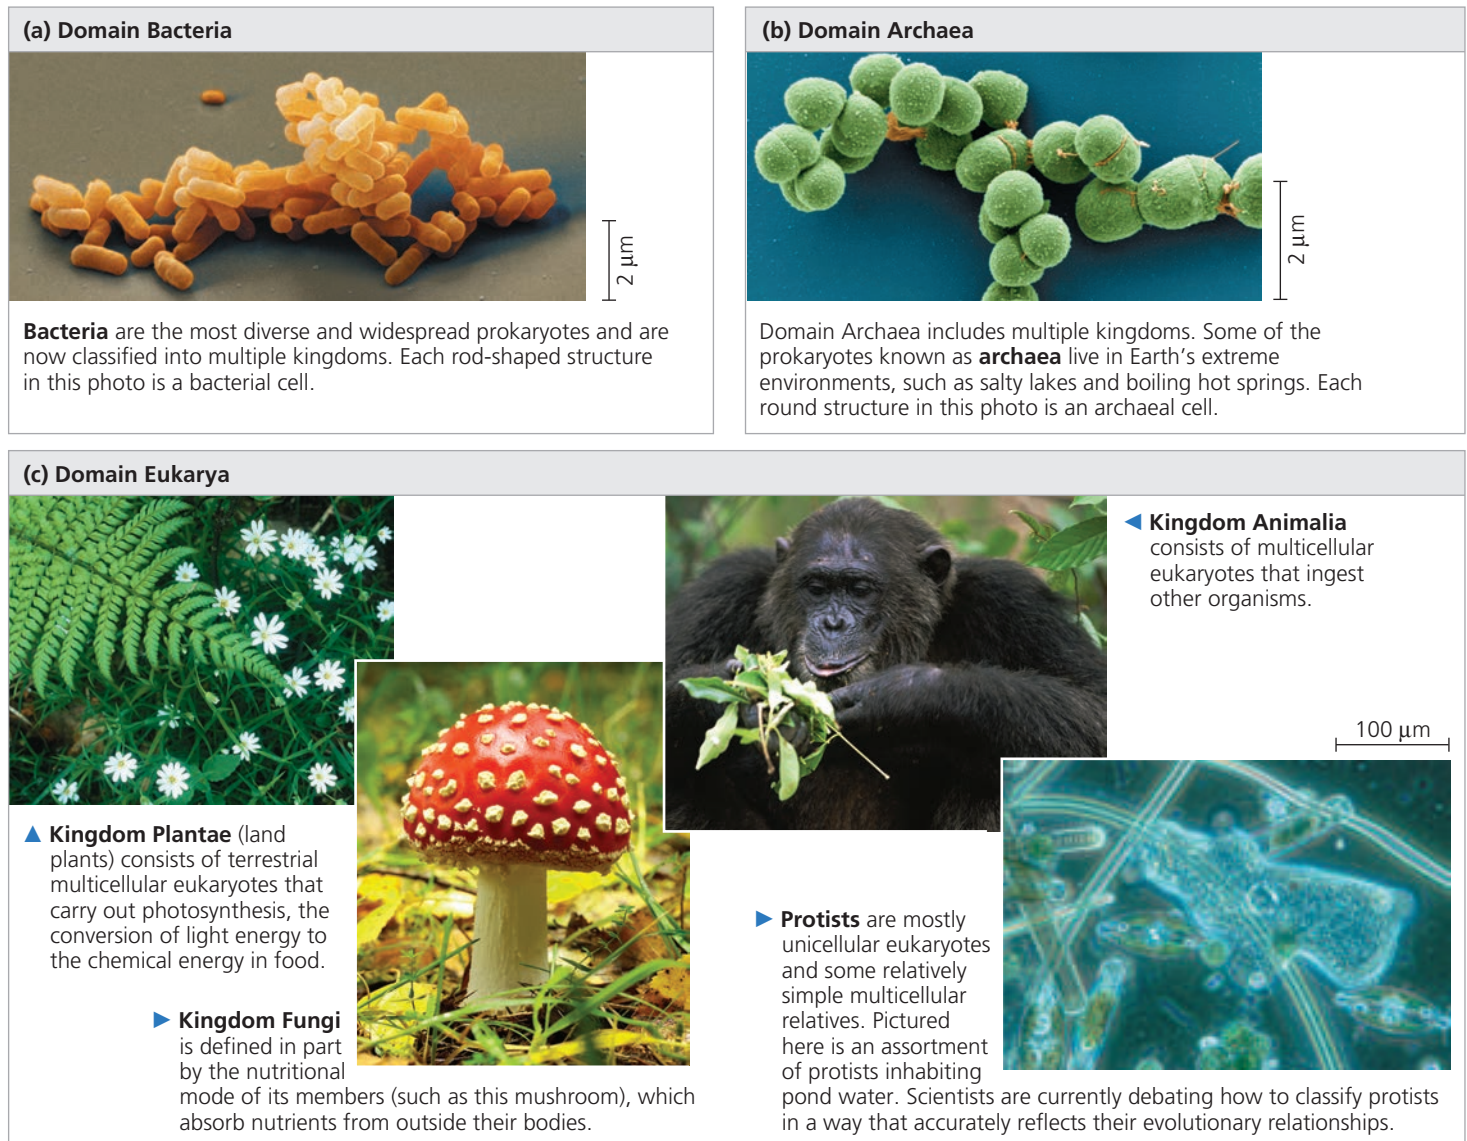 (a) Domain Bacteria
2 μm
Bacteria are the most diverse and widespread prokaryotes and are
now classified into multiple kingdoms. Each rod-shaped structure
in this photo is a bacterial cell.
(b) Domain Archaea
2 μm
Domain Archaea includes multiple kingdoms. Some of the
prokaryotes known as archaea live in Earth’s extreme
environments, such as salty lakes and boiling hot springs. Each
round structure in this photo is an archaeal cell.
(c) Domain Eukarya
◀ Kingdom Animalia
consists of multicellular
eukaryotes that ingest
other organisms.
100 μm
▲ Kingdom Plantae (land
plants) consists of terrestrial
multicellular eukaryotes that
carry out photosynthesis, the
conversion of light energy to
the chemical energy in food.
▶ Kingdom Fungi
is defined in part
by the nutritional
mode of its members (such as this mushroom), which
absorb nutrients from outside their bodies.
▶ Protists are mostly
unicellular eukaryotes
and some relatively
simple multicellular
relatives. Pictured
here is an assortment
of protists inhabiting
pond water. Scientists are currently debating how to classify protists
in a way that accurately reflects their evolutionary relationships.